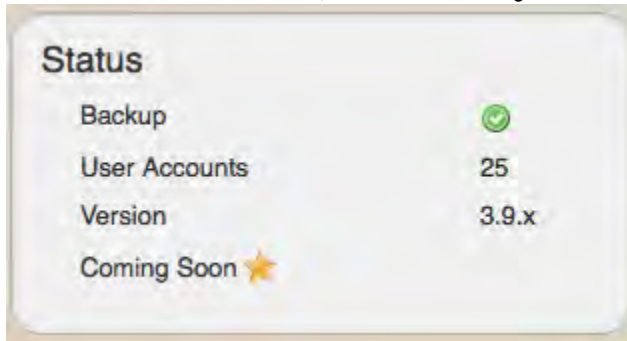 Status
Backup
User Accounts 25
Version 3.9.x
Coming Soon